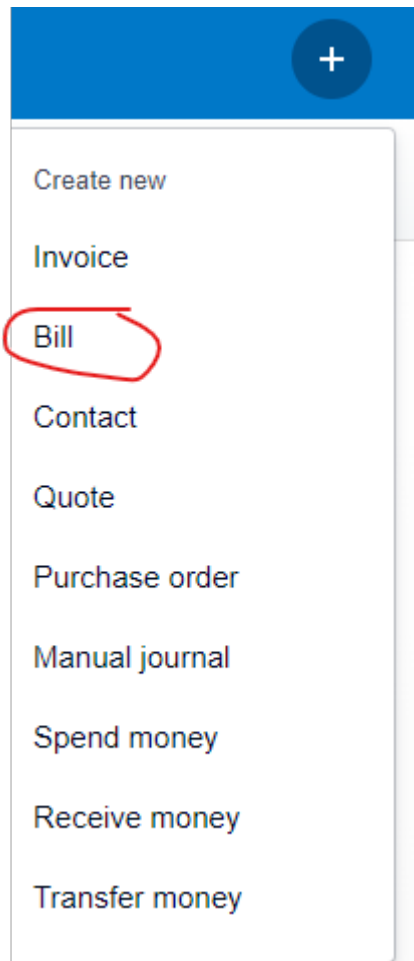 +
Create new
Invoice
Bill
Contact
Quote
Purchase order
Manual journal
Spend money
Receive money
Transfer money